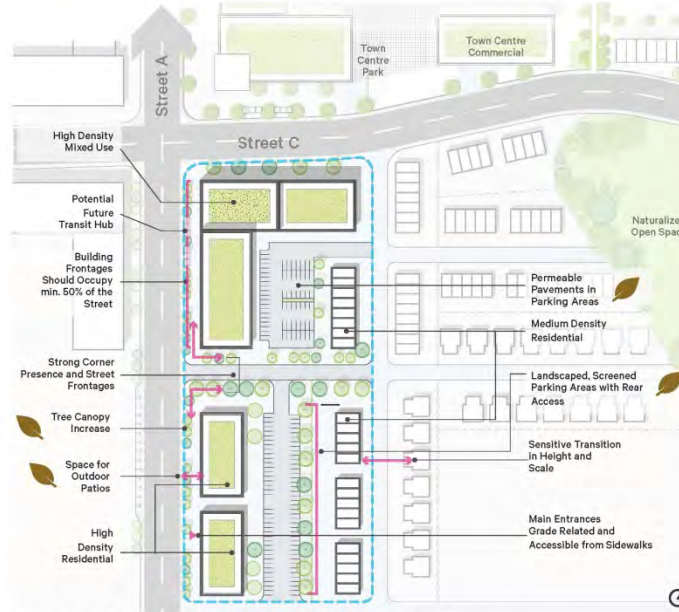 Street A
Town
Centre
Park
Town Centre
Commercial
Street C
High Density
Mixed Use
Potential
Future
Transit Hub
Building
Frontages
Should Occupy
min. 50% of the
Street
Strong Corner
Presence and Street
Frontages
Tree Canopy
Increase
Space for
Outdoor
Patios
High
Density
Residential
Open Spac
Permeable
Pavements in
Parking Areas
Medium Density
Residential
Landscaped, Screened
Parking Areas with Rear
Access
Sensitive Transition
in Height and
Scale
Main Entrances
Grade Related and
Accessible from Sidewalks